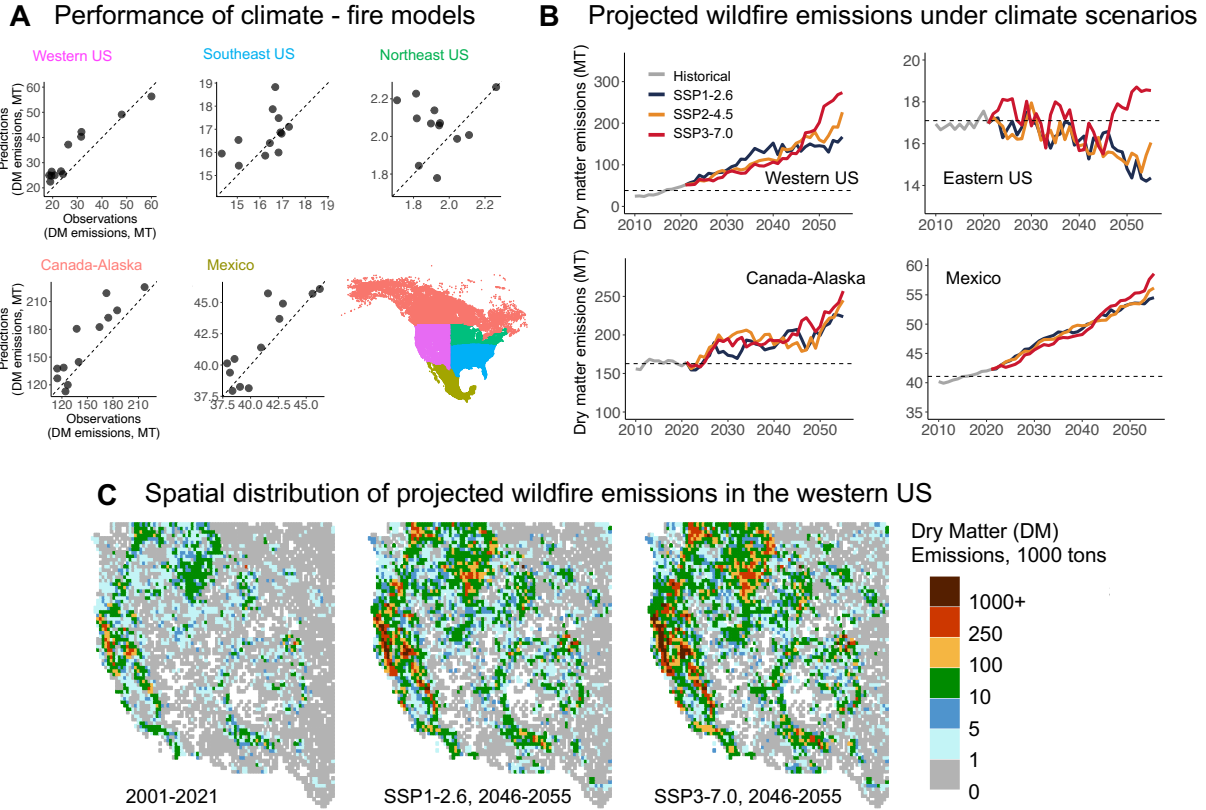 A Performance of climate - fire models
Western US
Southeast US
Northeast US
Predictions
(DM emissions, MT)
60
50
40
30
20
20 30 40 50 60
Observations
(DM emissions, MT)
19
18
17
16
15
15 16 17 18 19
2.2
2.0
1.8
1.8 2.0 2.2
Canada-Alaska
Mexico
Predictions
(DM emissions, MT)
210
180
150
120
120 150 180 210
Observations
(DM emissions, MT)
45.0
42.5
40.0
37.5
37.5 40.0 42.5 45.0
B Projected wildfire emissions under climate scenarios
Dry matter emissions (MT)
300
200
100
0
Historical
SSP1-2.6
SSP2-4.5
SSP3-7.0
Western US
2010 2020 2030 2040 2050
20
18
16
14
Eastern US
2010 2020 2030 2040 2050
Dry matter emissions (MT)
250
200
150
100
Canada-Alaska
2010 2020 2030 2040 2050
60
55
50
45
40
35
Mexico
2010 2020 2030 2040 2050
C Spatial distribution of projected wildfire emissions in the western US
2001-2021
SSP1-2.6, 2046-2055
SSP3-7.0, 2046-2055
Dry Matter (DM)
Emissions, 1000 tons
1000+
250
100
10
5
1
0